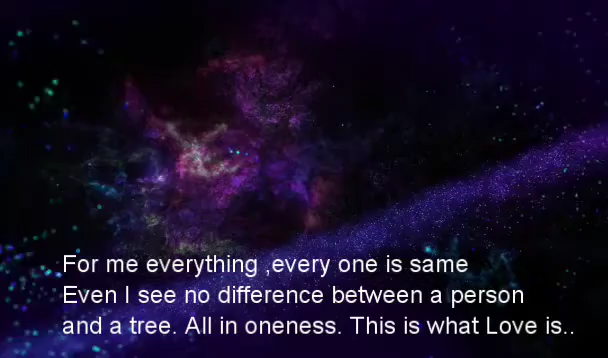 For me everything ,every one is same
Even I see no difference between a person
and a tree. All in oneness. This is what Love is..